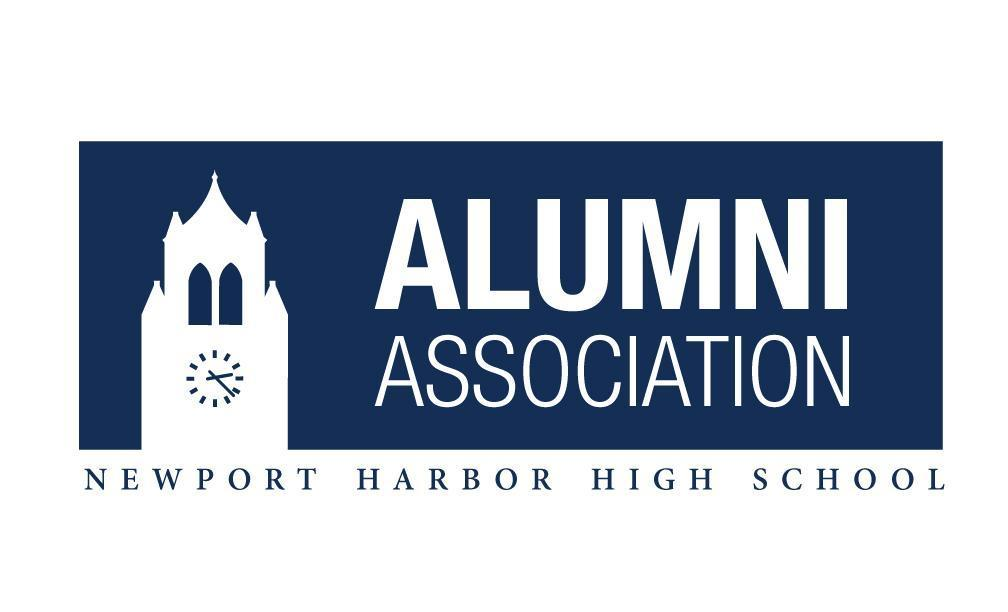 ALUMNI
ASSOCIATION
NEWPORT HARBOR HIGH SCHOOL